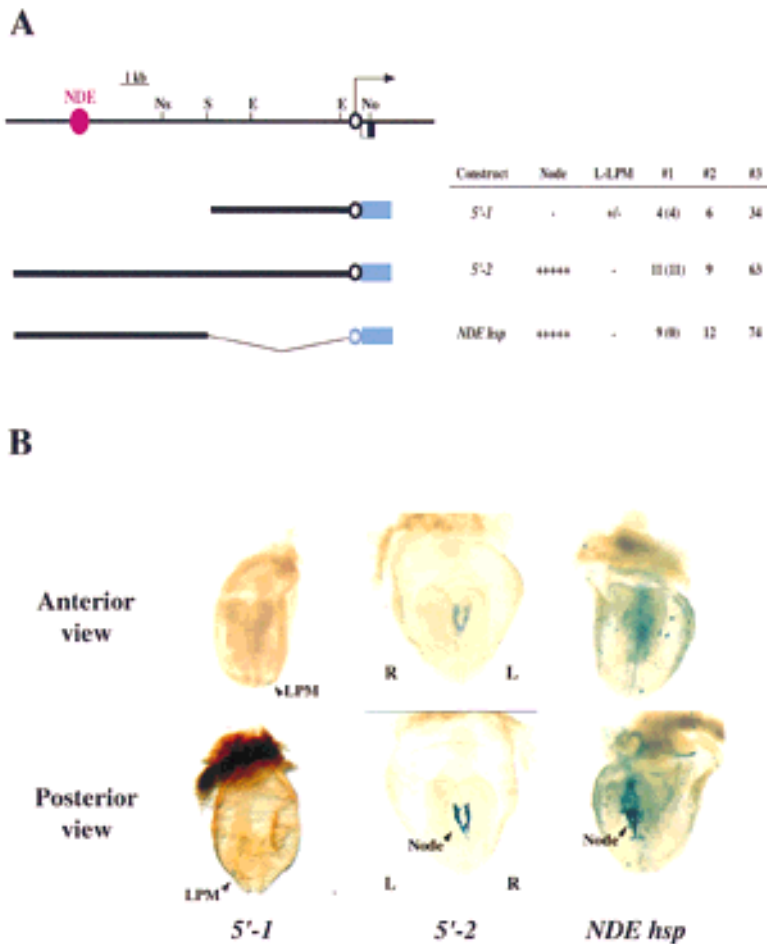 A
1 kb
NDE
Ns S E E No
Construct Node L-LPM #1 #2 #3
5'-1 - +/- 4 (4) 6 34
5'-2 +++++ - 11 (11) 9 63
NDE hsp +++++ - 9 (8) 12 74
B
Anterior view
R L
LPM
Posterior view
Node
Node
LPM
L R
5'-1 5'-2 NDE hsp